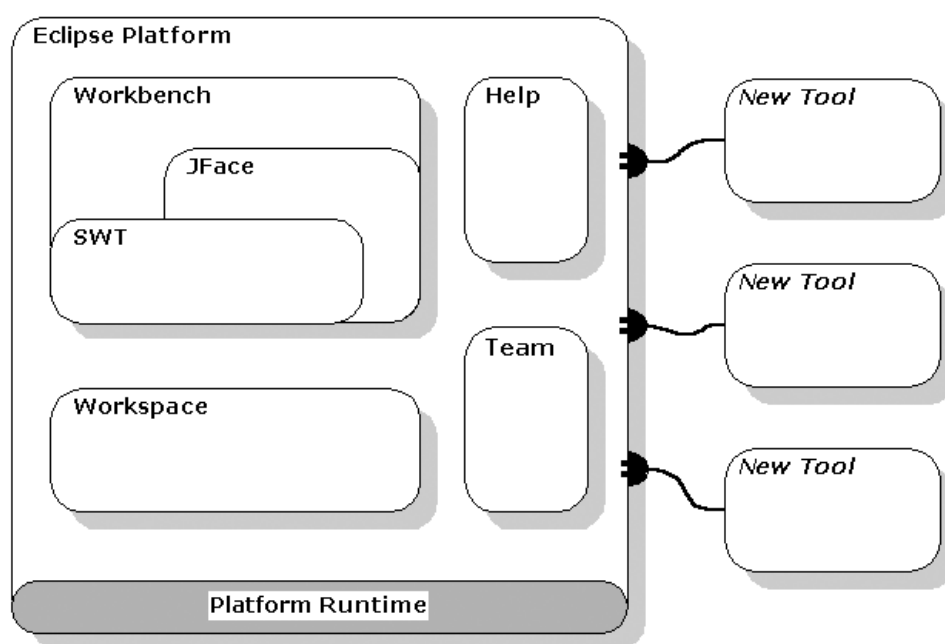 Eclipse Platform
Workbench
JFace
SWT
Workspace
Help
Team
Platform Runtime
New Tool
New Tool
New Tool